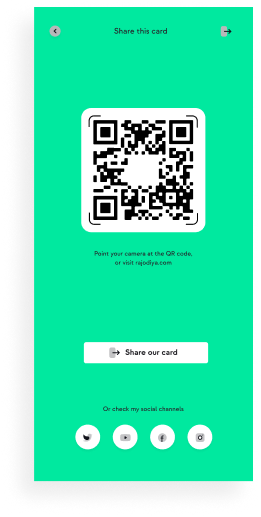 Share this card
Point your camera at the QR code.
or visit rajodiya.com
Share our card
Or check my social channels